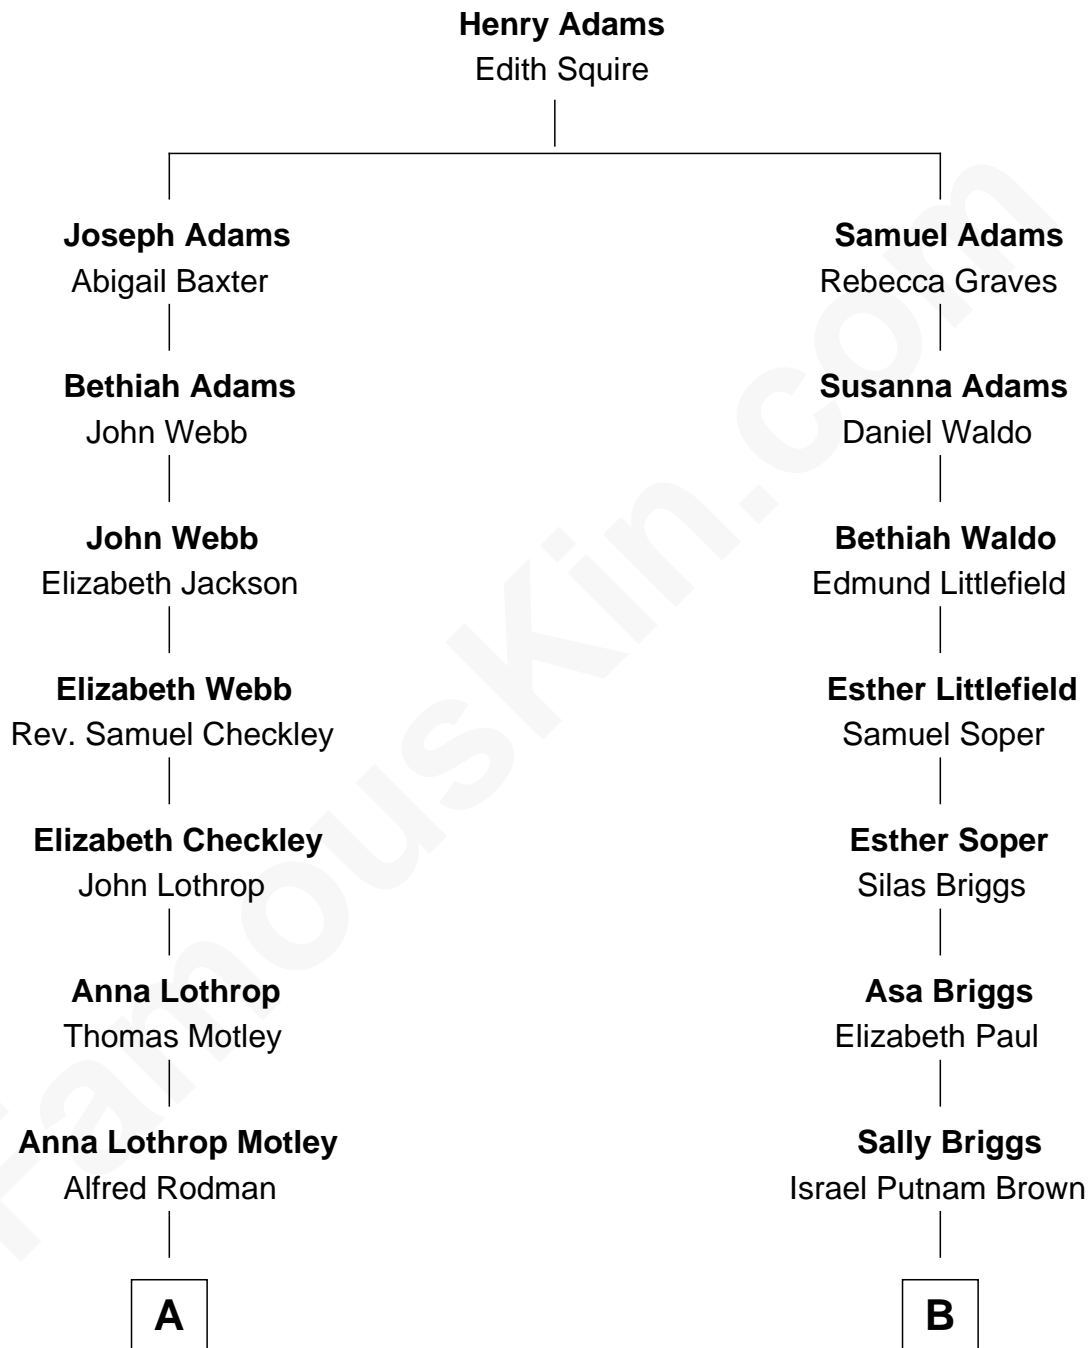 Henry Adams
Edith Squire
Joseph Adams
Abigail Baxter
Samuel Adams
Rebecca Graves
Bethiah Adams
John Webb
Susanna Adams
Daniel Waldo
John Webb
Elizabeth Jackson
Bethiah Waldo
Edmund Littlefield
Elizabeth Webb
Rev. Samuel Checkley
Esther Littlefield
Samuel Soper
Elizabeth Checkley
John Lothrop
Esther Soper
Silas Briggs
Anna Lothrop
Thomas Motley
Asa Briggs
Elizabeth Paul
Anna Lothrop Motley
Alfred Rodman
Sally Briggs
Israel Putnam Brown
A
B
FamousKin.com